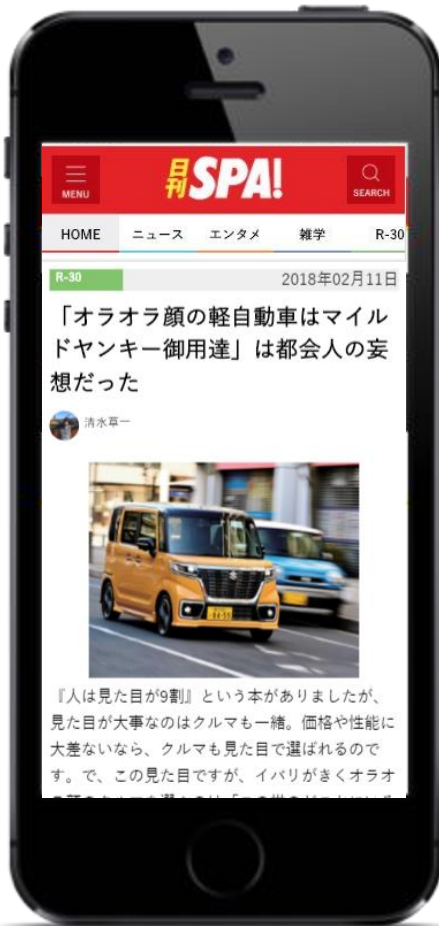 日刊SPA!
MENU
SEARCH
HOME ニュース エンタメ 雑学 R-30
R-30
2018年02月11日
「オラオラ顔の軽自動車はマイル
ドヤンキー御用達」は都会人の妄
想だった
清水草一
『人は見た目が9割』という本がありましたが、
見た目が大事なのはクルマも一緒。価格や性能に
大差ないなら、クルマも見た目で選ばれるので
す。で、この見た目ですが、イバリがきくオラオ